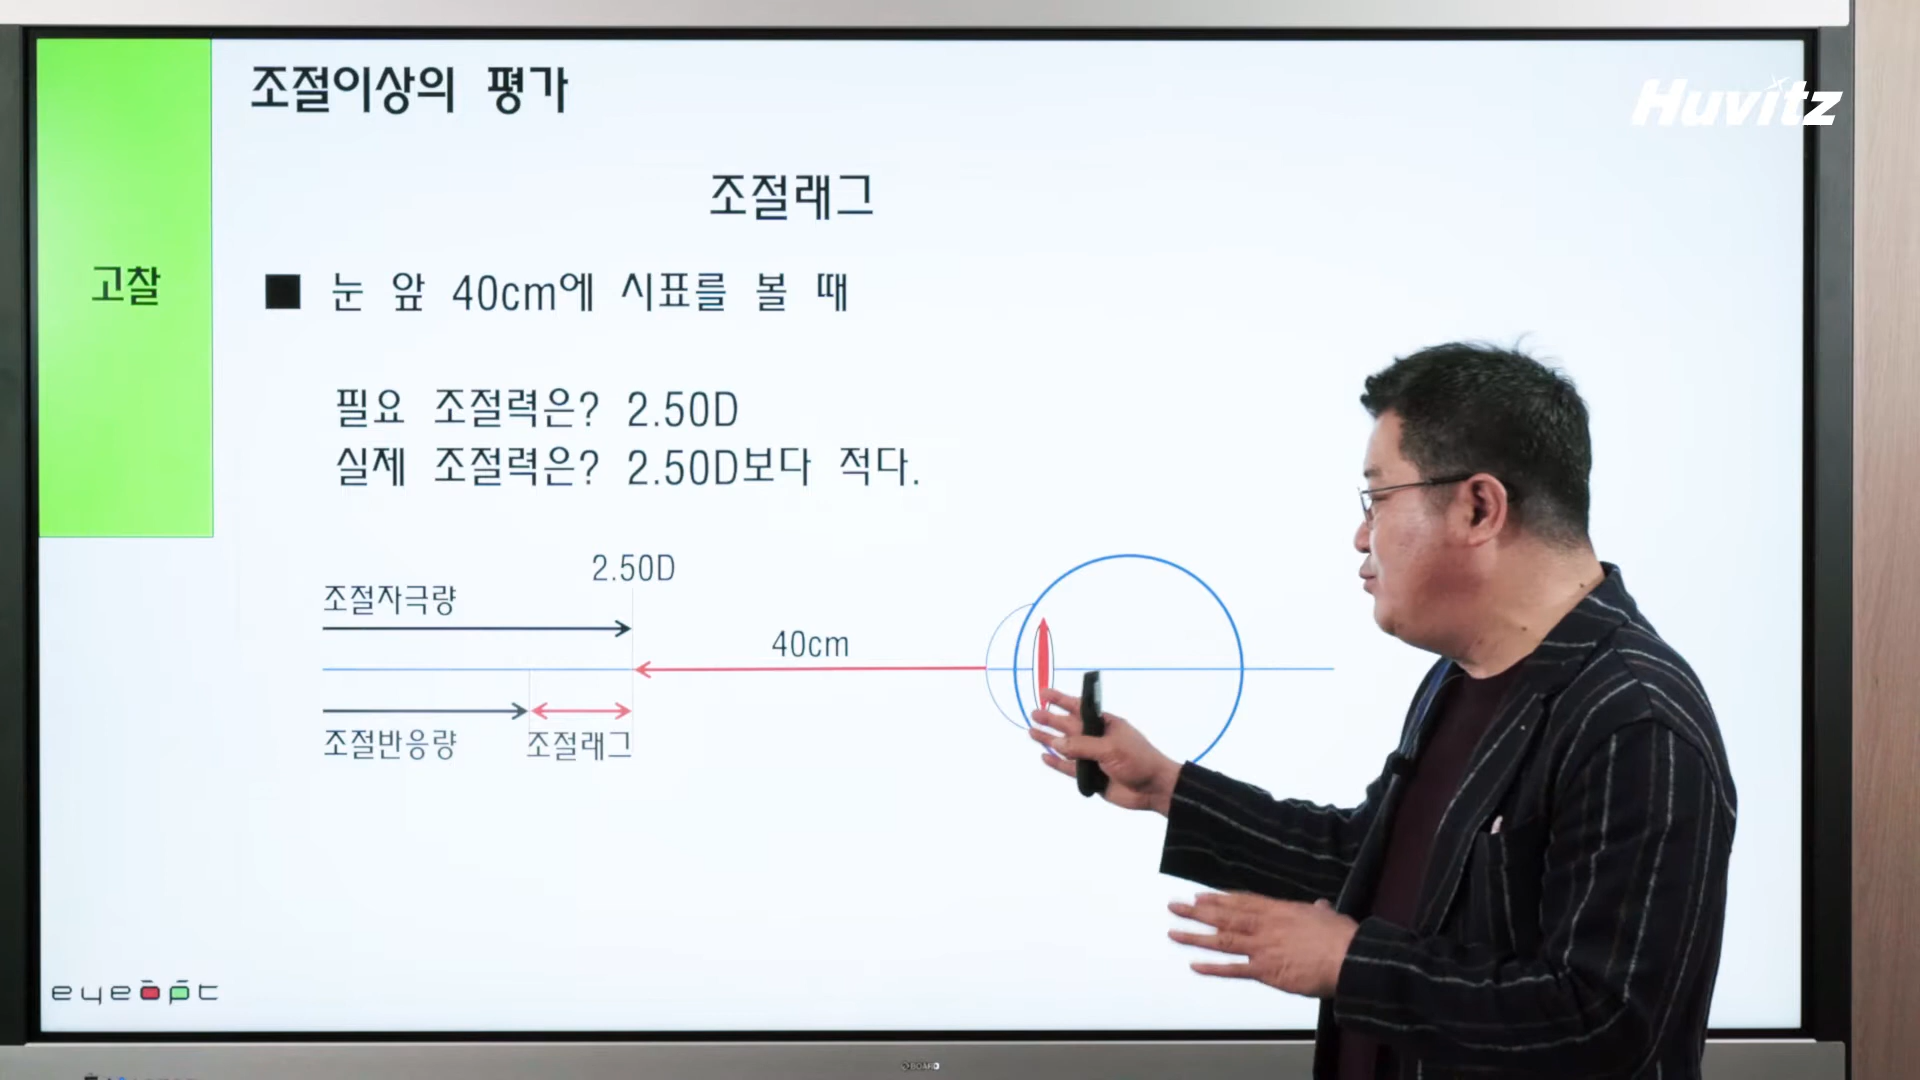 조절이상의 평가
Huvitz
조절래그
고찰
■ 눈 앞 40cm에 시표를 볼 때
필요 조절력은? 2.50D
실제 조절력은? 2.50D보다 적다.
2.50D
조절자극량
40cm
조절반응량
조절래그
eyeopt